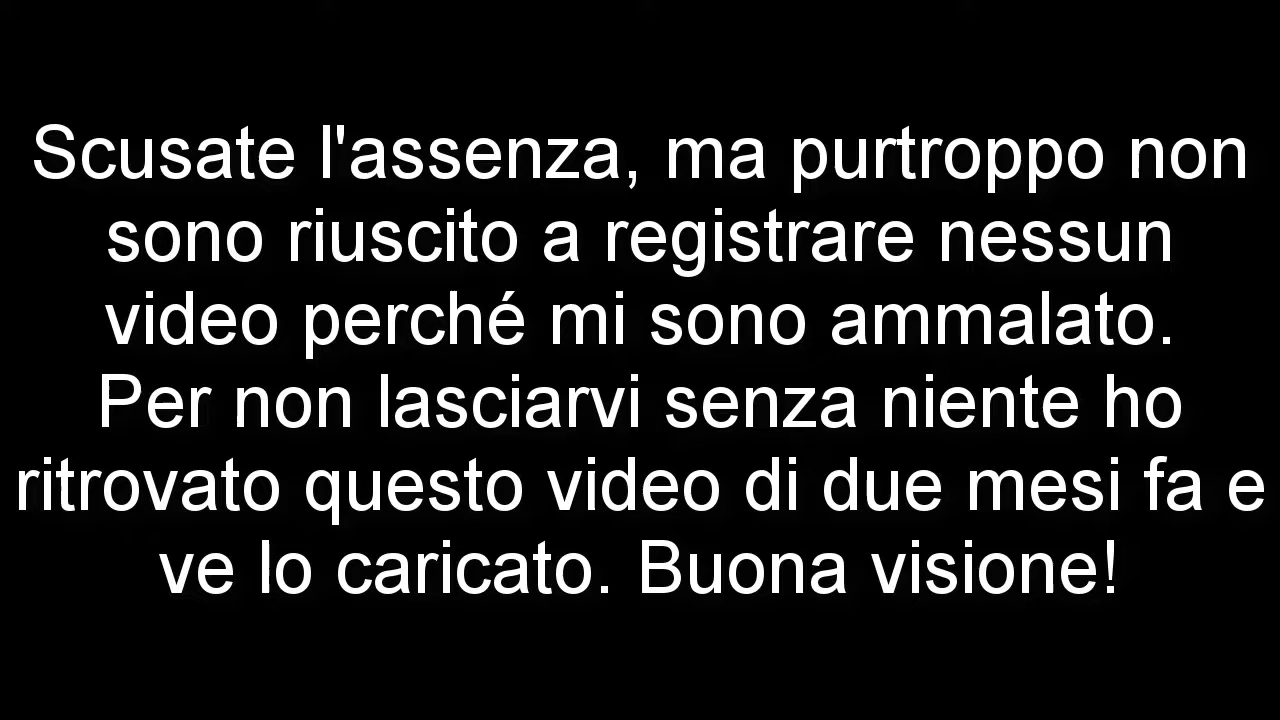 Scusate l'assenza, ma purtroppo non
sono riuscito a registrare nessun
video perché mi sono ammalato.
Per non lasciarvi senza niente ho
ritrovato questo video di due mesi fa e
ve lo caricato. Buona visione!